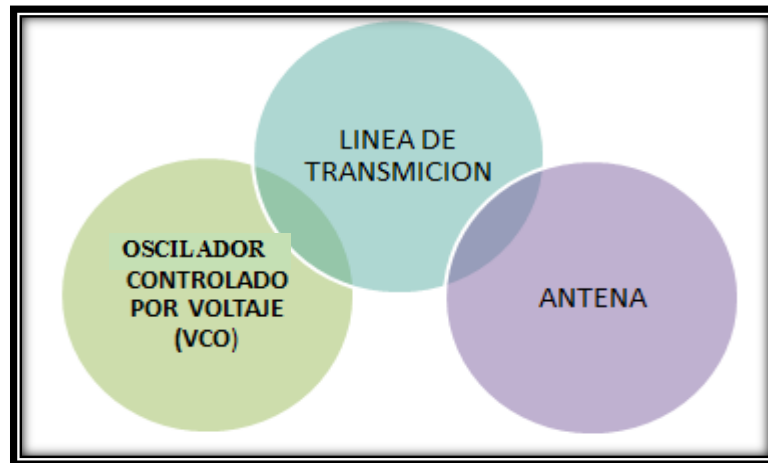 LINEA DE
TRANSMICION
OSCILADOR
CONTROLADO
POR VOLTAJE
(VCO)
ANTENA